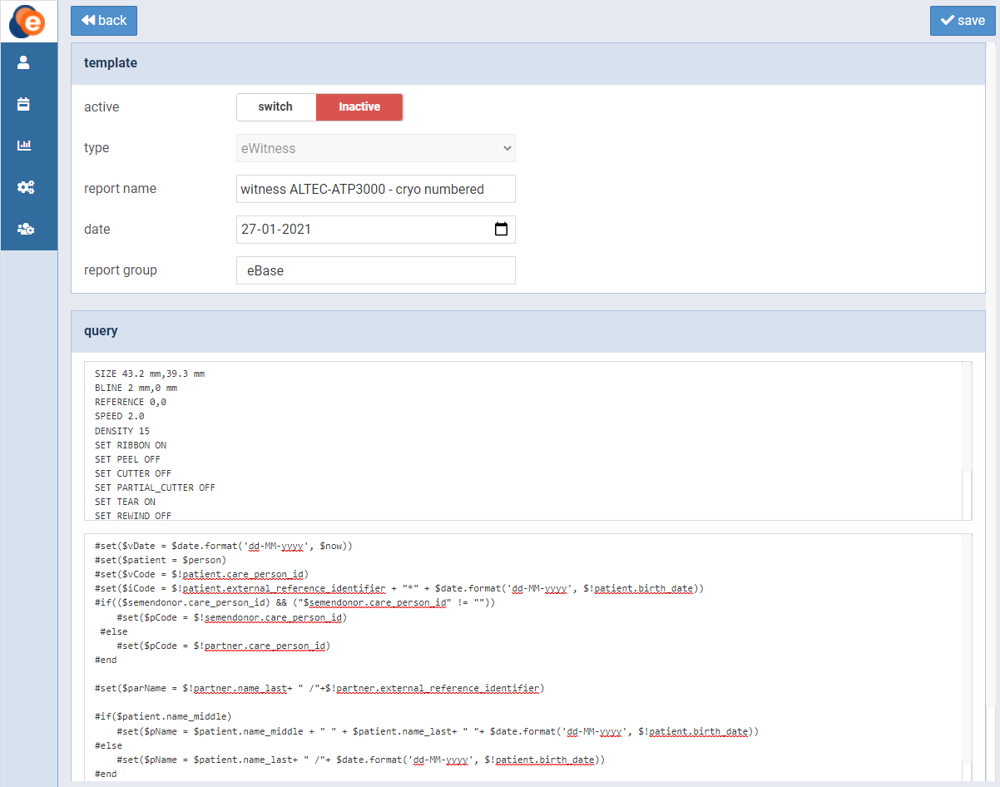 e
back
save
template
active
switch
Inactive
type
eWitness
report name
witness ALTEC-ATP3000 - cryo numbered
date
27-01-2021
report group
eBase
query
SIZE 43.2 mm,39.3 mm
BLINE 2 mm,0 mm
REFERENCE 0,0
SPEED 2.0
DENSITY 15
SET RIBBON ON
SET PEEL OFF
SET CUTTER OFF
SET PARTIAL_CUTTER OFF
SET TEAR ON
SET REWIND OFF
#set($vDate = $date.format('dd-MM-yyyy', $now))
#set($patient = $person)
#set($vCode = $!patient.care_person_id)
#set($iCode = $!patient.external_reference_identifier + "*" + $date.format('dd-MM-yyyy', $!patient.birth_date))
#if(($semendonor.care_person_id) && ("$semendonor.care_person_id" != ""))
    #set($pCode = $!semendonor.care_person_id)
 #else
    #set($pCode = $!partner.care_person_id)
#end

#set($parName = $!partner.name_last+ " /"+$!partner.external_reference_identifier)

#if($patient.name_middle)
    #set($pName = $patient.name_middle + " " + $patient.name_last+ " "+ $date.format('dd-MM-yyyy', $!patient.birth_date))
#else
    #set($pName = $patient.name_last+ " /"+ $date.format('dd-MM-yyyy', $!patient.birth_date))
#end